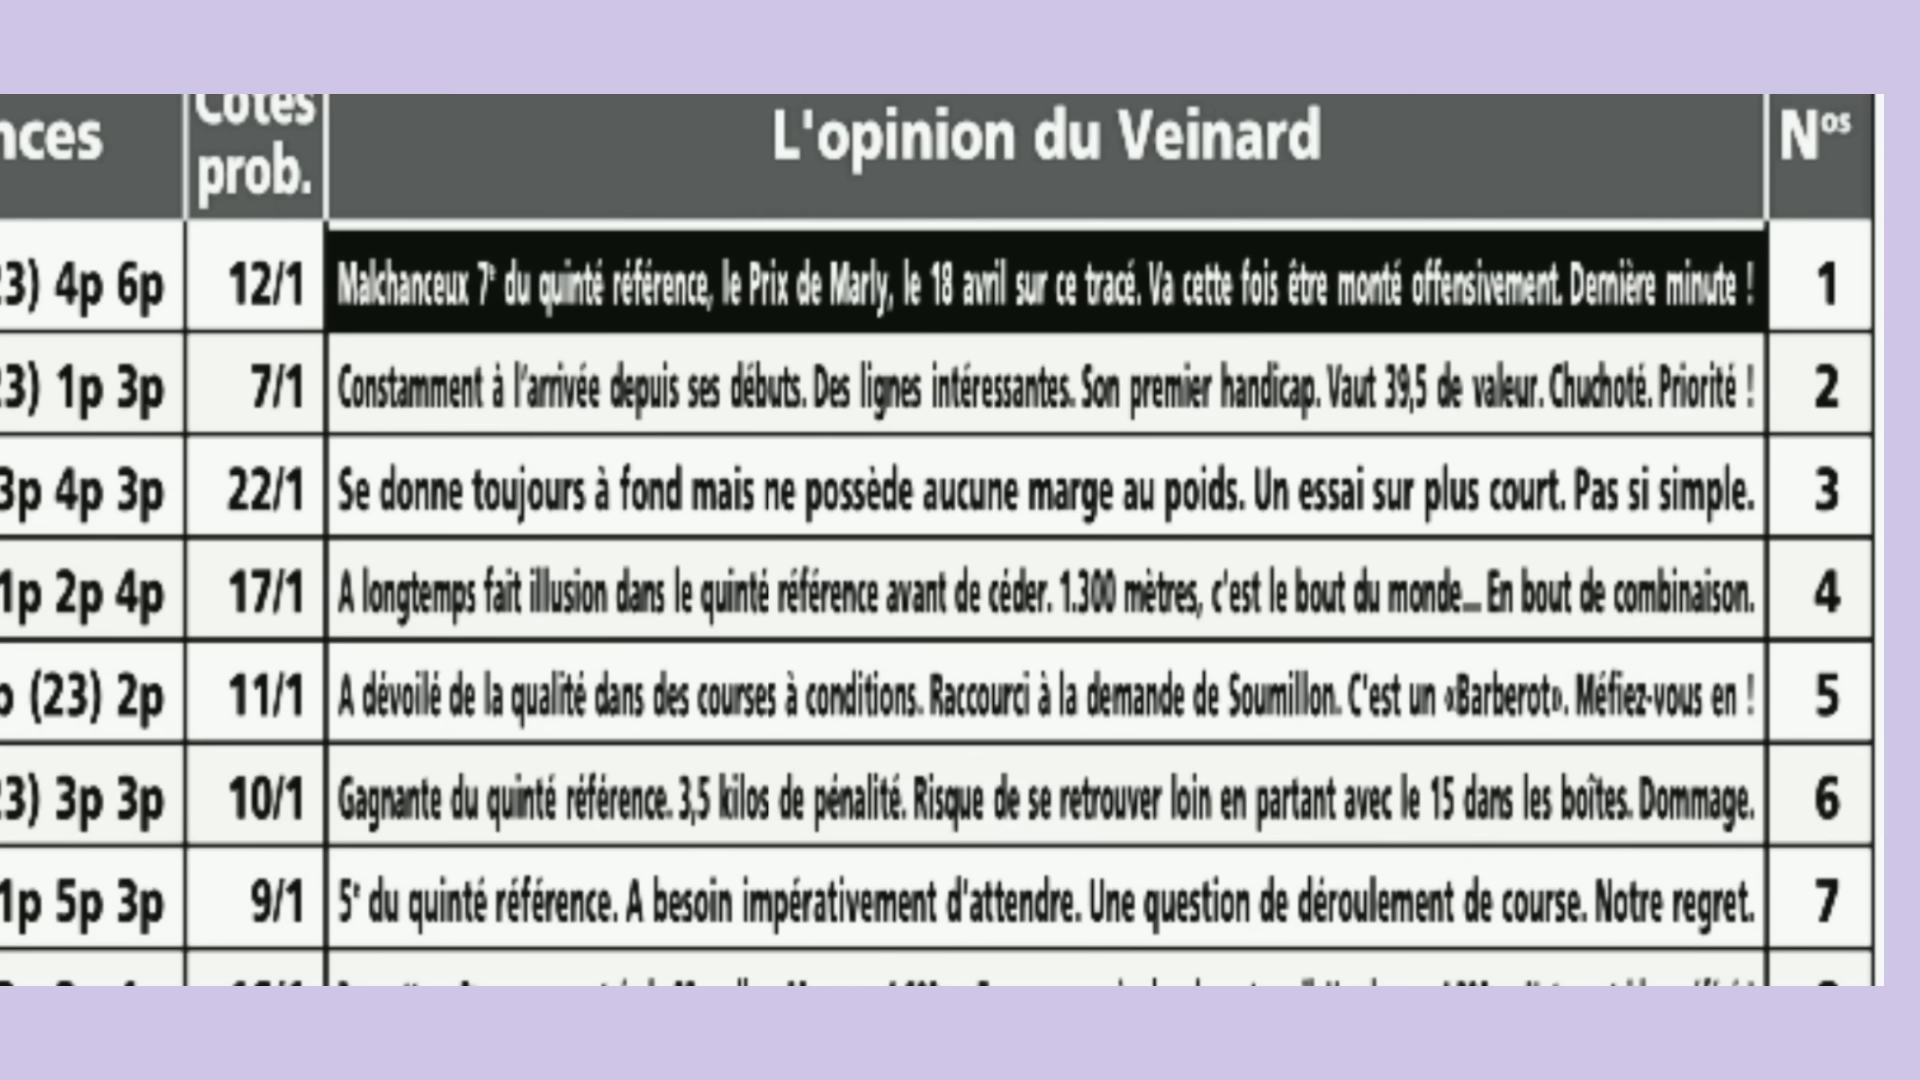 Cotes
prob.
L'opinion du Veinard
Nos
4p 6p 12/1 Malchanceux 7e du quinté référence, le Prix de Marly, le 18 avril sur ce tracé. Va cette fois être monté offensivement. Dernière minute ! 1
1p 3p 7/1 Constamment à l'arrivée depuis ses débuts. Des lignes intéressantes. Son premier handicap. Vaut 39,5 de valeur. Chuchoté. Priorité ! 2
3p 4p 3p 22/1 Se donne toujours à fond mais ne possède aucune marge au poids. Un essai sur plus court. Pas si simple. 3
1p 2p 4p 17/1 A longtemps fait illusion dans le quinté référence avant de céder. 1.300 mètres, c'est le bout du monde... En bout de combinaison. 4
(23) 2p 11/1 A dévoilé de la qualité dans des courses à conditions. Raccourci à la demande de Soumillon. C'est un «Barberot». Méfiez-vous en ! 5
3p 3p 10/1 Gagnante du quinté référence. 3,5 kilos de pénalité. Risque de se retrouver loin en partant avec le 15 dans les boîtes. Dommage. 6
1p 5p 3p 9/1 5e du quinté référence. A besoin impérativement d'attendre. Une question de déroulement de course. Notre regret. 7